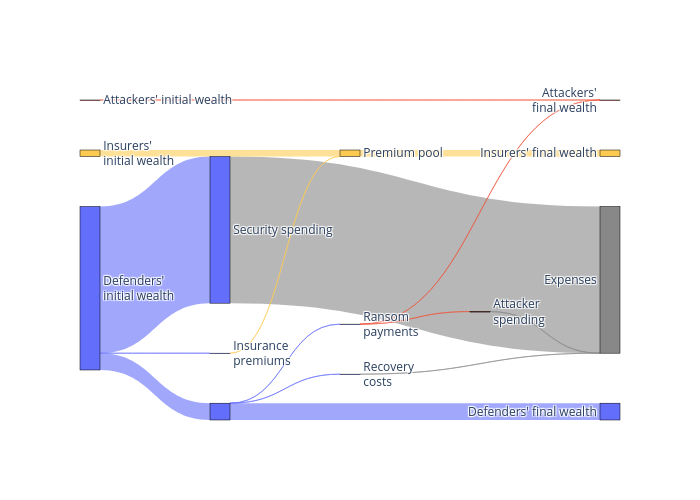 Attackers' initial wealth
Attackers'
final wealth
Insurers'
initial wealth
Premium pool
Insurers' final wealth
Security spending
Defenders'
initial wealth
Expenses
Ransom
payments
Attacker
spending
Insurance
premiums
Recovery
costs
Defenders' final wealth